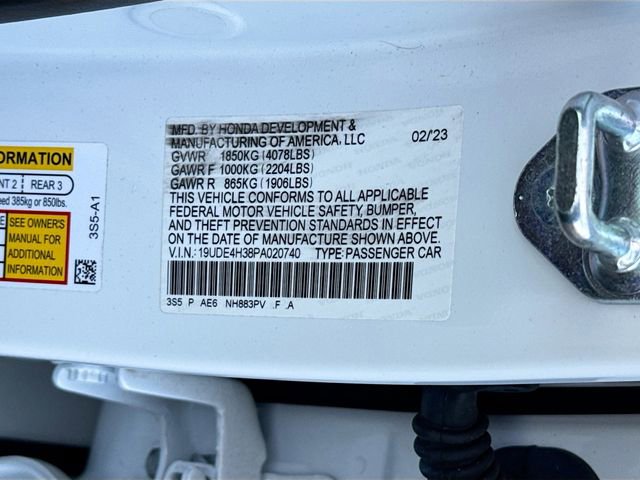 MFD. BY HONDA DEVELOPMENT &
MANUFACTURING OF AMERICA, LLC 02/'23
GVWR 1850KG (4078LBS)
GAWR F 1000KG (2204LBS)
GAWR R 865KG (1906LBS)
THIS VEHICLE CONFORMS TO ALL APPLICABLE
FEDERAL MOTOR VEHICLE SAFETY, BUMPER,
AND THEFT PREVENTION STANDARDS IN EFFECT
ON THE DATE OF MANUFACTURE SHOWN ABOVE.
V.I.N.: 19UDE4H38PA020740 TYPE: PASSENGER CAR
3S5 P AE6 NH883PV .F .A
INFORMATION
2 REAR 3
385kg or 850lbs.
SEE OWNER'S
MANUAL FOR
ADDITIONAL
INFORMATION
3S5-A1